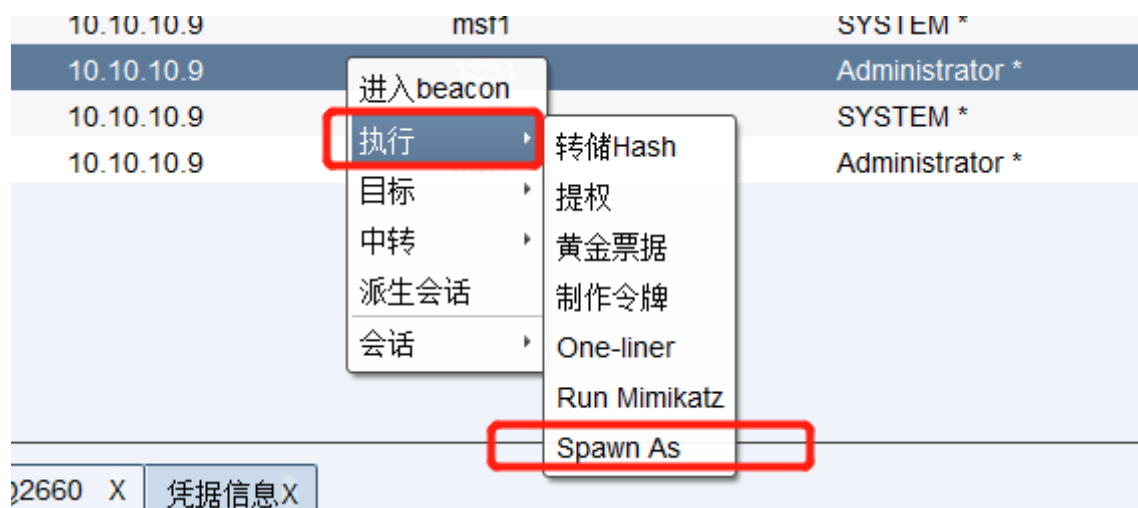 10.10.10.9 msf1 SYSTEM *
10.10.10.9 Administrator *
进入beacon
10.10.10.9 SYSTEM *
执行
转储Hash
10.10.10.9 Administrator *
目标
提权
中转
黄金票据
派生会话
制作令牌
会话
One-liner
Run Mimikatz
Spawn As
2660 X 凭据信息X